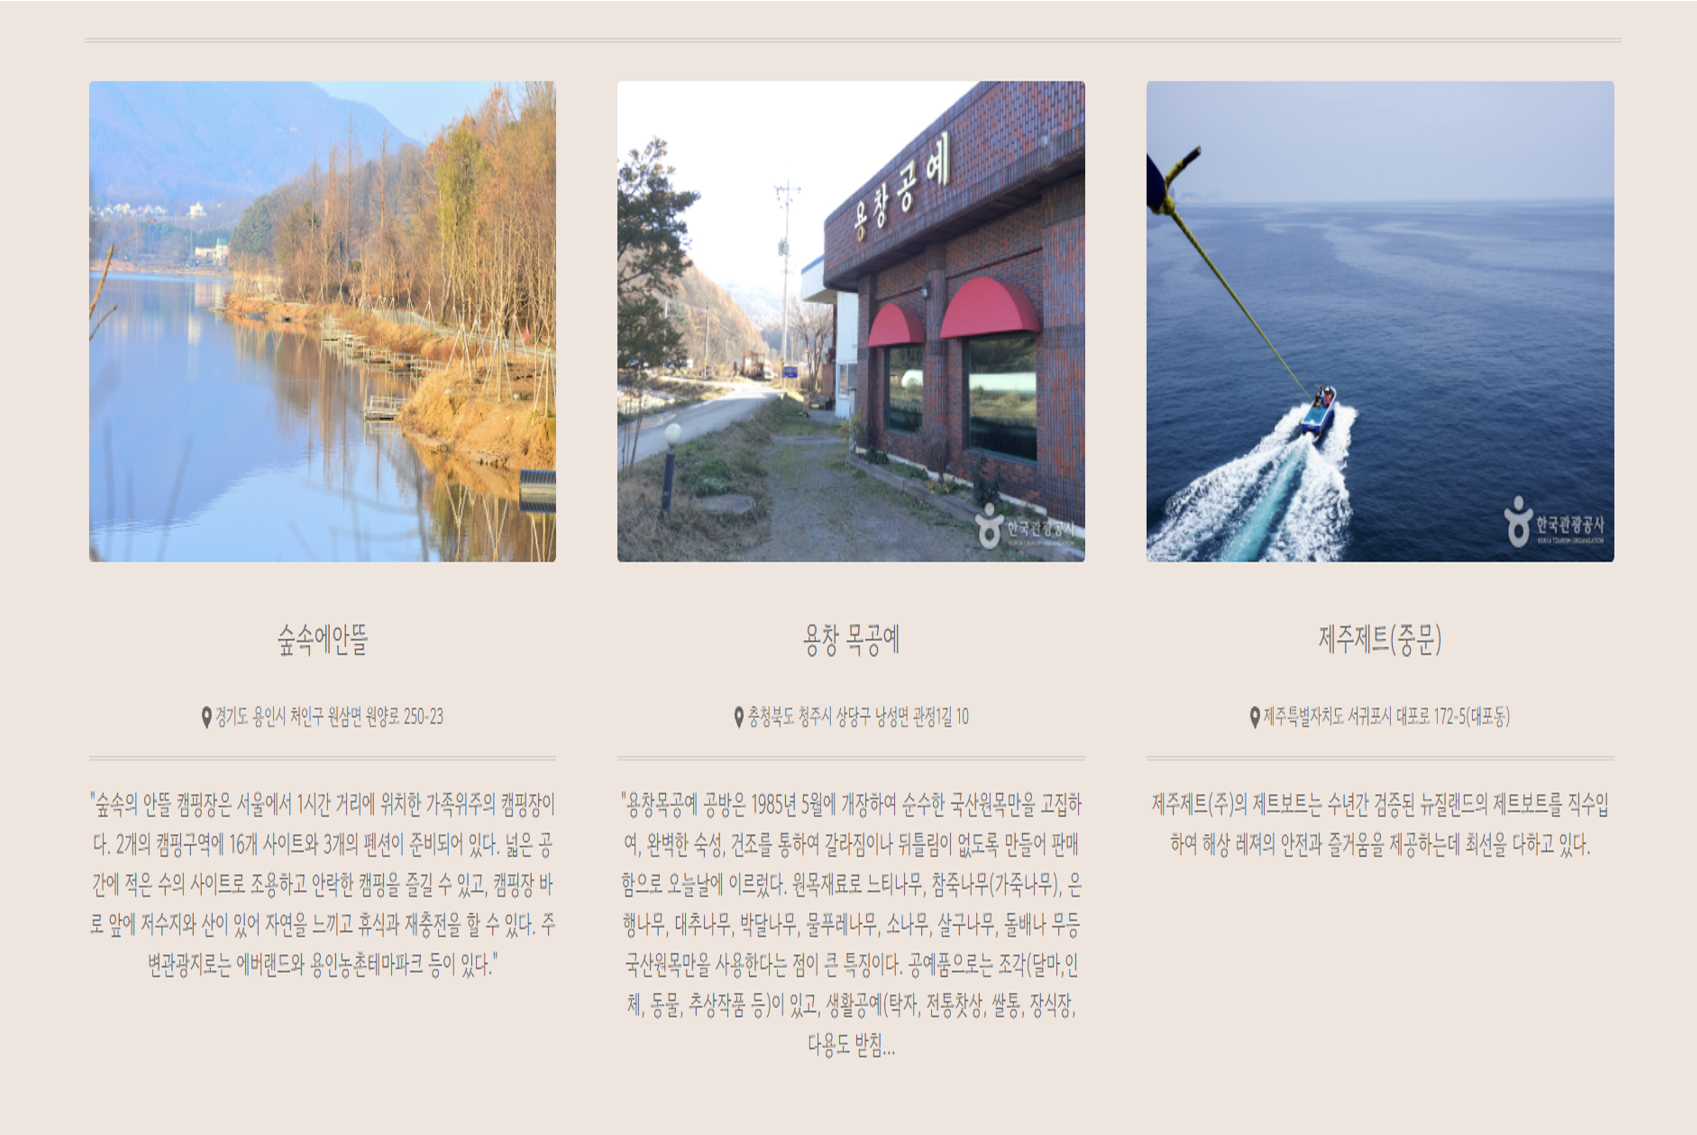 용창공예
한국관광공사
KOREA TOURISM ORGANIZATION
한국관광공사
KOREA TOURISM ORGANIZATION
숲속에안뜰
경기도 용인시 처인구 원삼면 원양로 250-23
"숲속의 안뜰 캠핑장은 서울에서 1시간 거리에 위치한 가족위주의 캠핑장이
다. 2개의 캠핑구역에 16개 사이트와 3개의 펜션이 준비되어 있다. 넓은 공
간에 적은 수의 사이트로 조용하고 안락한 캠핑을 즐길 수 있고, 캠핑장 바
로 앞에 저수지와 산이 있어 자연을 느끼고 휴식과 재충전을 할 수 있다. 주
변관광지로는 에버랜드와 용인농촌테마파크 등이 있다."
용창 목공예
충청북도 청주시 상당구 낭성면 관정1길 10
"용창목공예 공방은 1985년 5월에 개장하여 순수한 국산원목만을 고집하
여, 완벽한 숙성, 건조를 통하여 갈라짐이나 뒤틀림이 없도록 만들어 판매
함으로 오늘날에 이르렀다. 원목재료로 느티나무, 참죽나무(가죽나무), 은
행나무, 대추나무, 박달나무, 물푸레나무, 소나무, 살구나무, 돌배나 무등
국산원목만을 사용한다는 점이 큰 특징이다. 공예품으로는 조각(달마,인
체, 동물, 추상작품 등)이 있고, 생활공예(탁자, 전통찻상, 쌀통, 장식장,
다용도 받침...
제주제트(중문)
제주특별자치도 서귀포시 대포로 172-5(대포동)
제주제트(주)의 제트보트는 수년간 검증된 뉴질랜드의 제트보트를 직수입
하여 해상 레져의 안전과 즐거움을 제공하는데 최선을 다하고 있다.